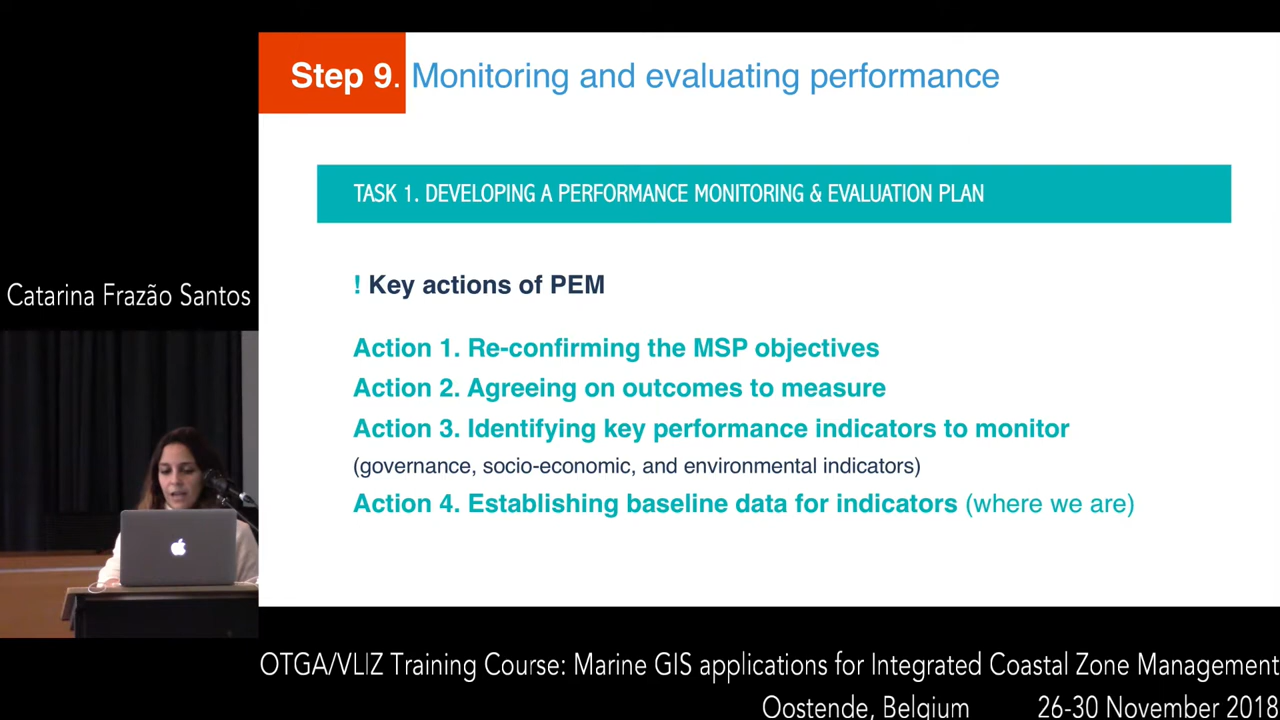 Step 9. Monitoring and evaluating performance
TASK 1. DEVELOPING A PERFORMANCE MONITORING & EVALUATION PLAN
! Key actions of PEM
Action 1. Re-confirming the MSP objectives
Action 2. Agreeing on outcomes to measure
Action 3. Identifying key performance indicators to monitor
(governance, socio-economic, and environmental indicators)
Action 4. Establishing baseline data for indicators (where we are)
Catarina Frazão Santos
OTGA/VLIZ Training Course: Marine GIS applications for Integrated Coastal Zone Management
Oostende, Belgium 26-30 November 2018